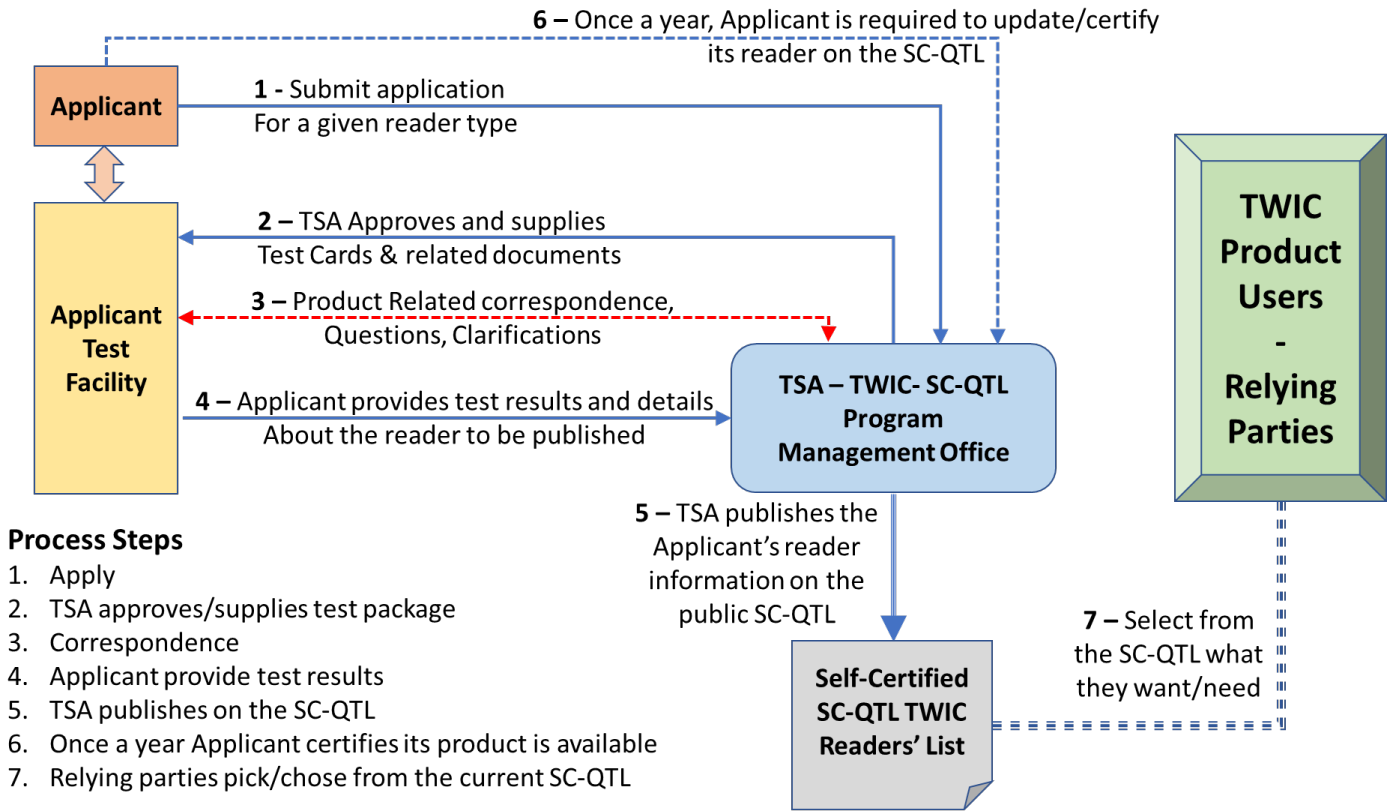 6 – Once a year, Applicant is required to update/certify
its reader on the SC-QTL
Applicant
1 - Submit application
For a given reader type
2 – TSA Approves and supplies
Test Cards & related documents
3 – Product Related correspondence,
Questions, Clarifications
Applicant
Test
Facility
4 – Applicant provides test results and details
About the reader to be published
TSA – TWIC- SC-QTL
Program
Management Office
TWIC
Product
Users
-
Relying
Parties
5 – TSA publishes the
Applicant's reader
information on the
public SC-QTL
7 – Select from
the SC-QTL what
they want/need
Self-Certified
SC-QTL TWIC
Readers' List
Process Steps
1. Apply
2. TSA approves/supplies test package
3. Correspondence
4. Applicant provide test results
5. TSA publishes on the SC-QTL
6. Once a year Applicant certifies its product is available
7. Relying parties pick/chose from the current SC-QTL